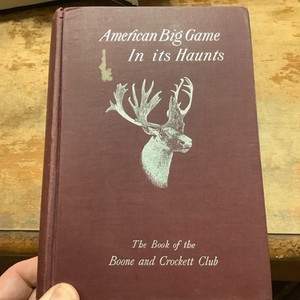 American Big Game
In its Haunts
The Book of the
Boone and Crockett Club